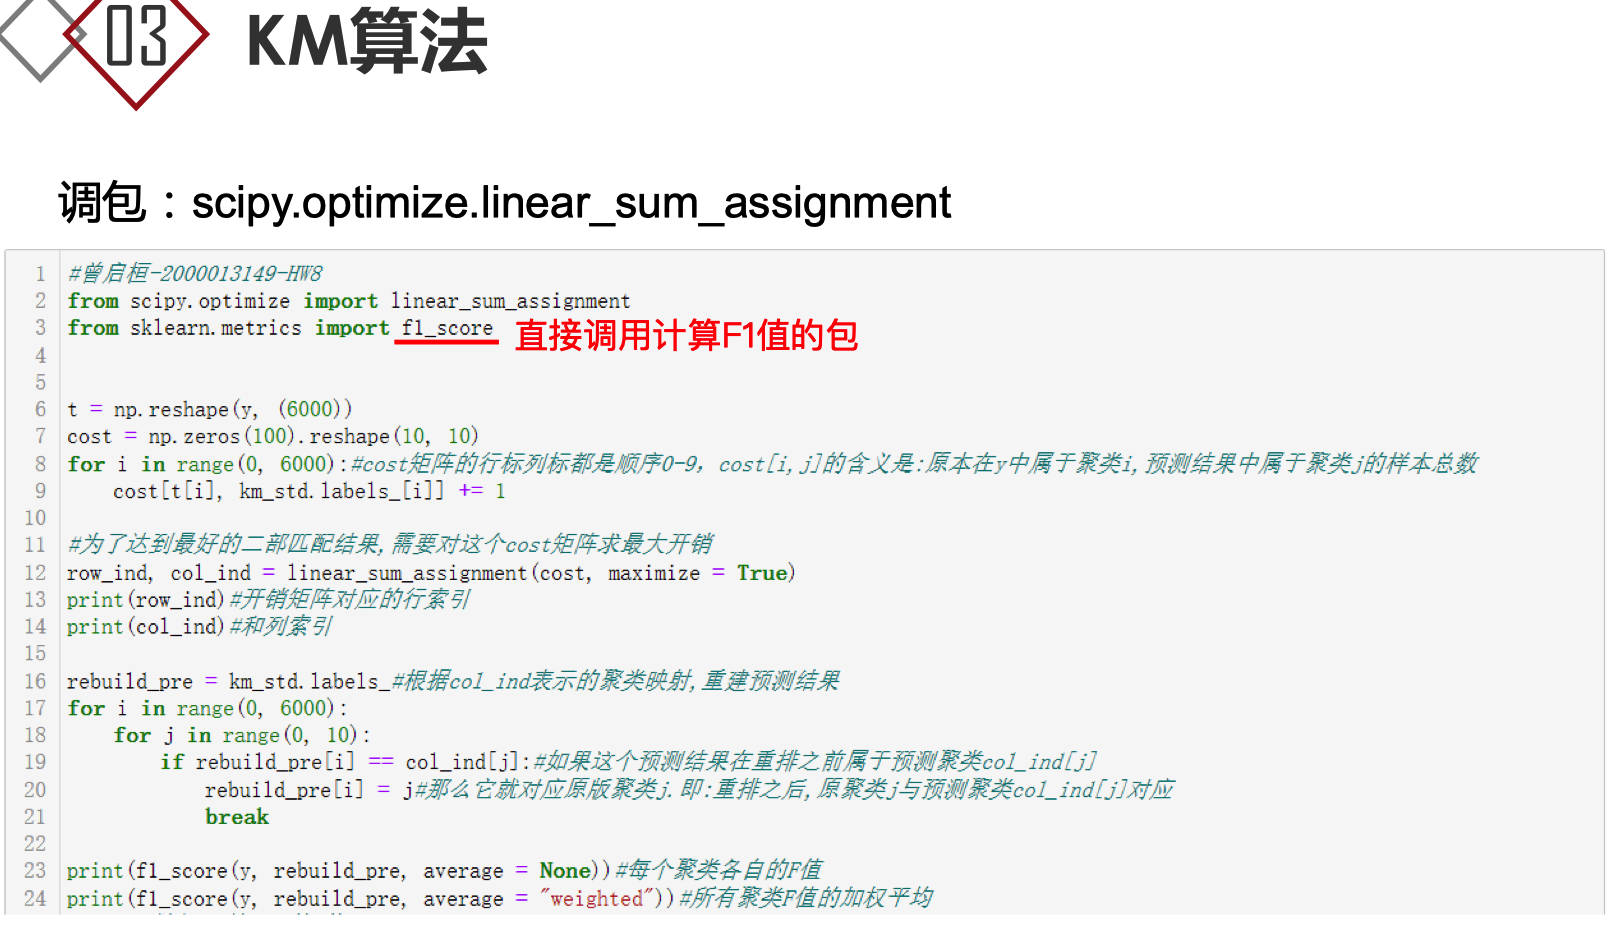 03 KM算法
调包：scipy.optimize.linear_sum_assignment
1 #曾启桓-2000013149-HW8
2 from scipy.optimize import linear_sum_assignment
3 from sklearn.metrics import f1_score 直接调用计算F1值的包
4
5
6 t = np.reshape(y, (6000))
7 cost = np.zeros(100).reshape(10, 10)
8 for i in range(0, 6000):#cost矩阵的行标列标都是顺序0-9，cost[i,j]的含义是:原本在y中属于聚类i,预测结果中属于聚类j的样本总数
9     cost[t[i], km_std.labels_[i]] += 1
10
11 #为了达到最好的二部匹配结果,需要对这个cost矩阵求最大开销
12 row_ind, col_ind = linear_sum_assignment(cost, maximize = True)
13 print(row_ind)#开销矩阵对应的行索引
14 print(col_ind)#和列索引
15
16 rebuild_pre = km_std.labels_#根据col_ind表示的聚类映射,重建预测结果
17 for i in range(0, 6000):
18     for j in range(0, 10):
19         if rebuild_pre[i] == col_ind[j]:#如果这个预测结果在重排之前属于预测聚类col_ind[j]
20             rebuild_pre[i] = j#那么它就对应原版聚类j.即:重排之后,原聚类j与预测聚类col_ind[j]对应
21             break
22
23 print(f1_score(y, rebuild_pre, average = None))#每个聚类各自的F值
24 print(f1_score(y, rebuild_pre, average = "weighted"))#所有聚类F值的加权平均